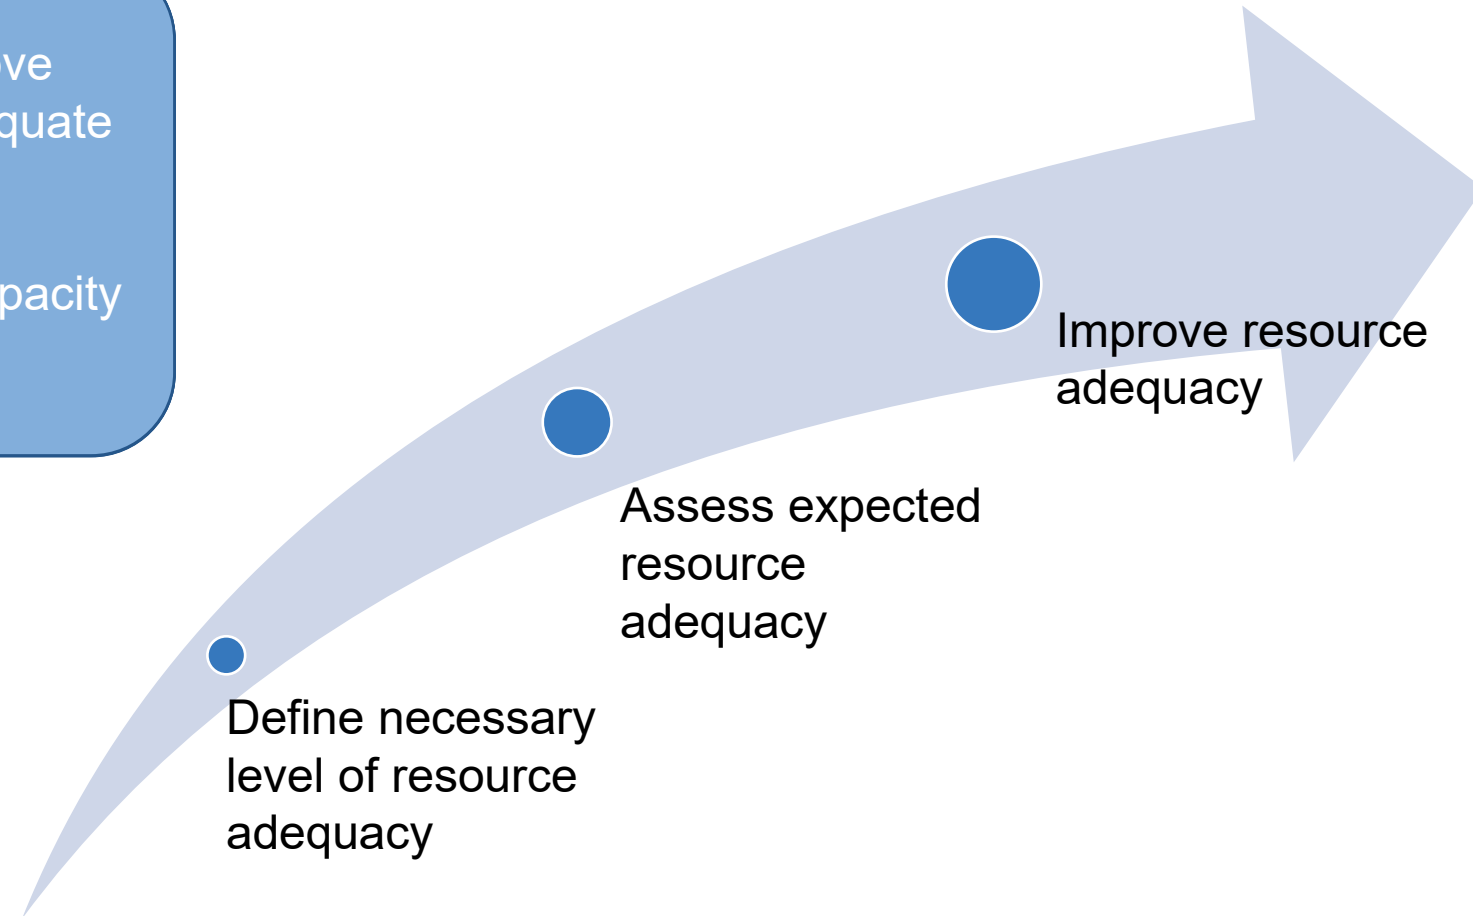 ve
quate
pacity
Improve resource
adequacy
Assess expected
resource
adequacy
Define necessary
level of resource
adequacy